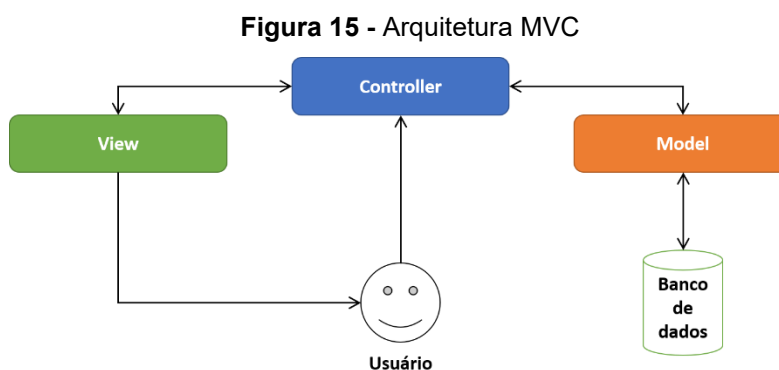 Figura 15 - Arquitetura MVC
Controller
View
Model
Banco
de
dados
Usuário